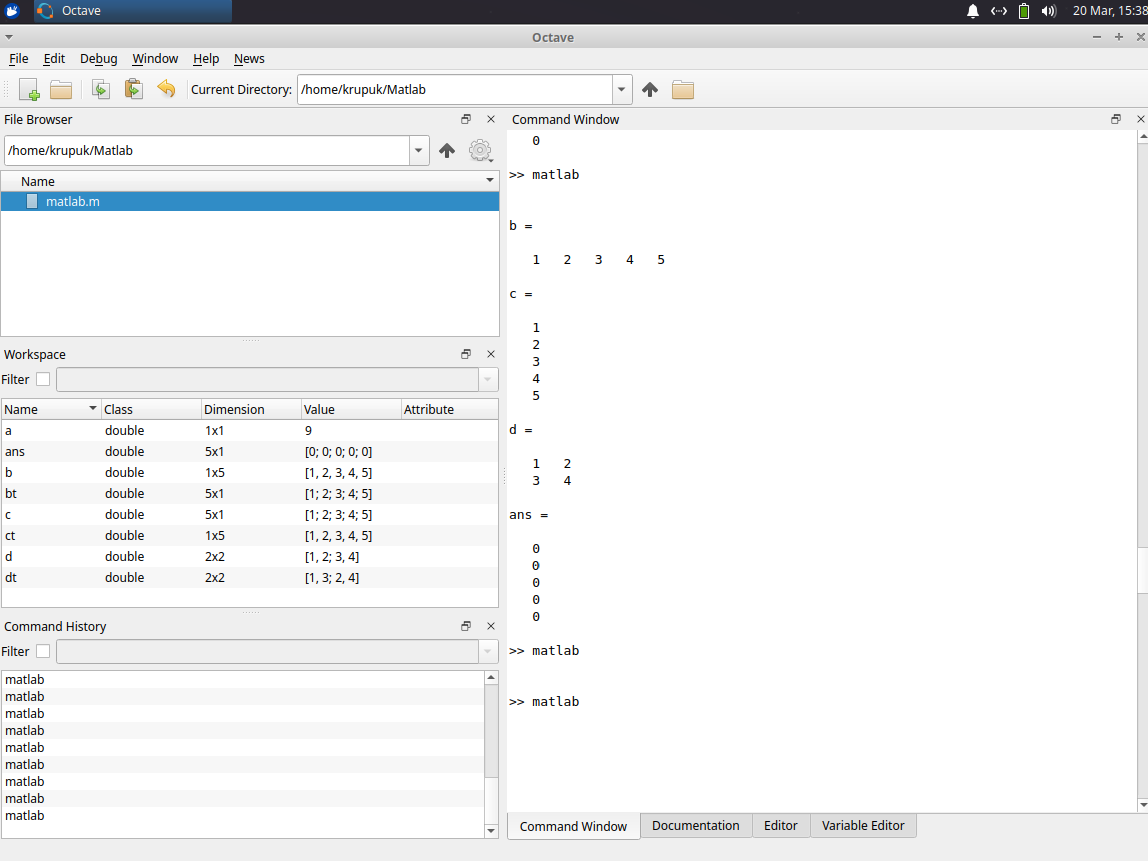 Octave
20 Mar, 15:38
Octave
File Edit Debug Window Help News
Current Directory: /home/krupuk/Matlab
File Browser
/home/krupuk/Matlab
Name
matlab.m
Workspace
Filter
Name Class Dimension Value Attribute
a double 1x1 9
ans double 5x1 [0; 0; 0; 0; 0]
b double 1x5 [1, 2, 3, 4, 5]
bt double 5x1 [1; 2; 3; 4; 5]
c double 5x1 [1; 2; 3; 4; 5]
ct double 1x5 [1, 2, 3, 4, 5]
d double 2x2 [1, 2; 3, 4]
dt double 2x2 [1, 3; 2, 4]
Command History
Filter
matlab
matlab
matlab
matlab
matlab
matlab
matlab
matlab
matlab
Command Window
0
>> matlab
b =
1 2 3 4 5
c =
1
2
3
4
5
d =
1 2
3 4
ans =
0
0
0
0
0
>> matlab
>> matlab
Command Window Documentation Editor Variable Editor